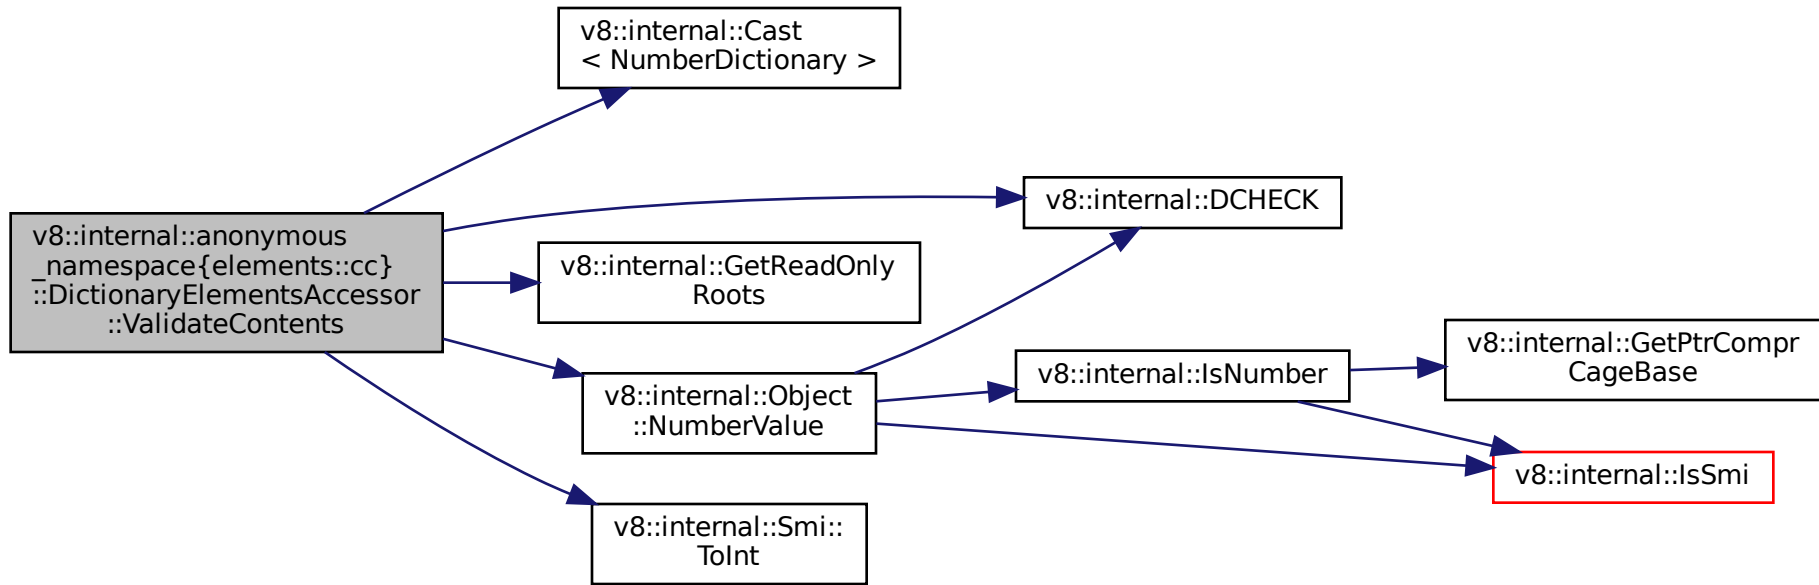 v8::internal::Cast
< NumberDictionary >
v8::internal::DCHECK
v8::internal::anonymous
_namespace{elements::cc}
::DictionaryElementsAccessor
::ValidateContents
v8::internal::GetReadOnly
Roots
v8::internal::GetPtrCompr
CageBase
v8::internal::IsNumber
v8::internal::Object
::NumberValue
v8::internal::IsSmi
v8::internal::Smi::
ToInt